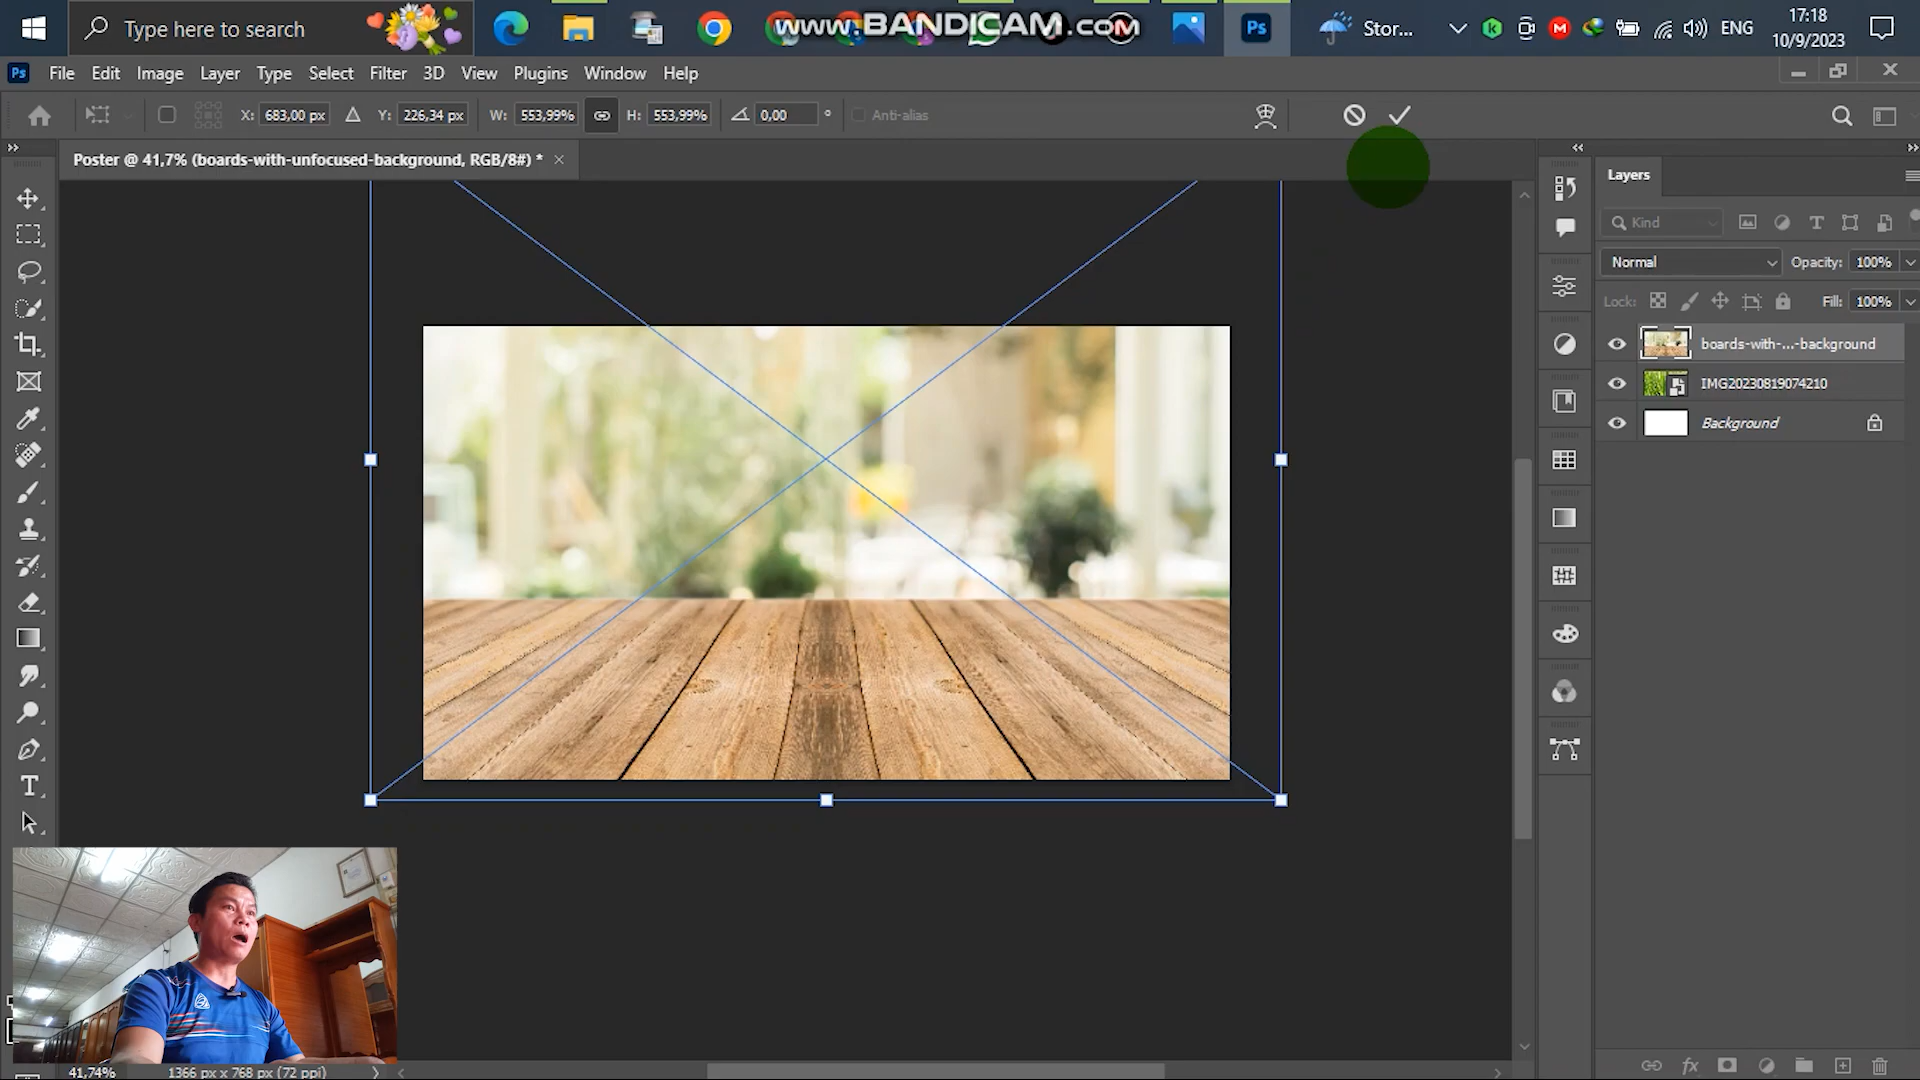 Type here to search
www.BANDICAM.com
Ps
Stor...
ENG
17:18
10/9/2023
Ps File Edit Image Layer Type Select Filter 3D View Plugins Window Help
X: 683,00 px Y: 226,34 px W: 553,99% H: 553,99% 0,00 ° Anti-alias
Poster @ 41,7% (boards-with-unfocused-background, RGB/8#) * ×
Layers
Kind
Normal Opacity: 100%
Lock: Fill: 100%
boards-with-...-background
IMG20230819074210
Background
41,74% 1366 px x 768 px (72 ppi)